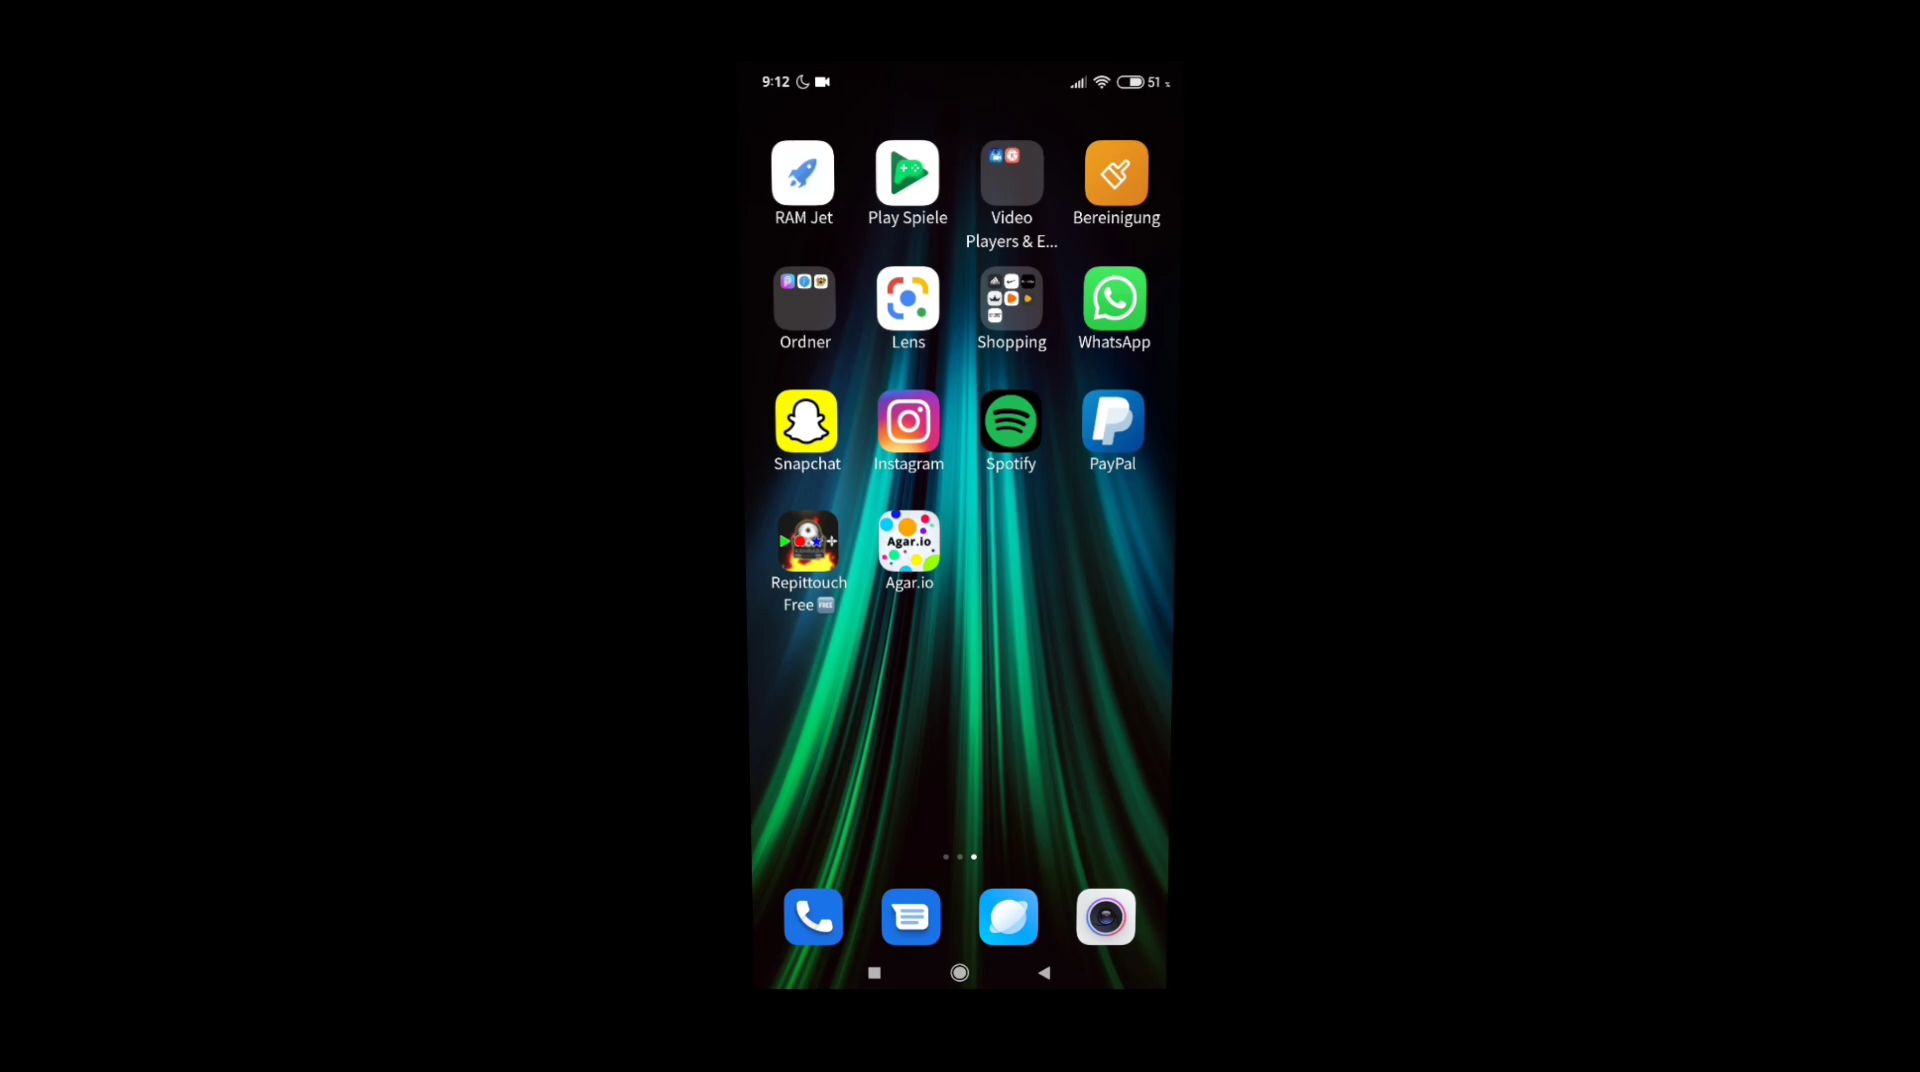 9:12
51
RAM Jet
Play Spiele
Video
Players & E...
Bereinigung
Ordner
Lens
Shopping
WhatsApp
Snapchat
Instagram
Spotify
PayPal
Agar.io
Repittouch
Free FREE
Agar.io